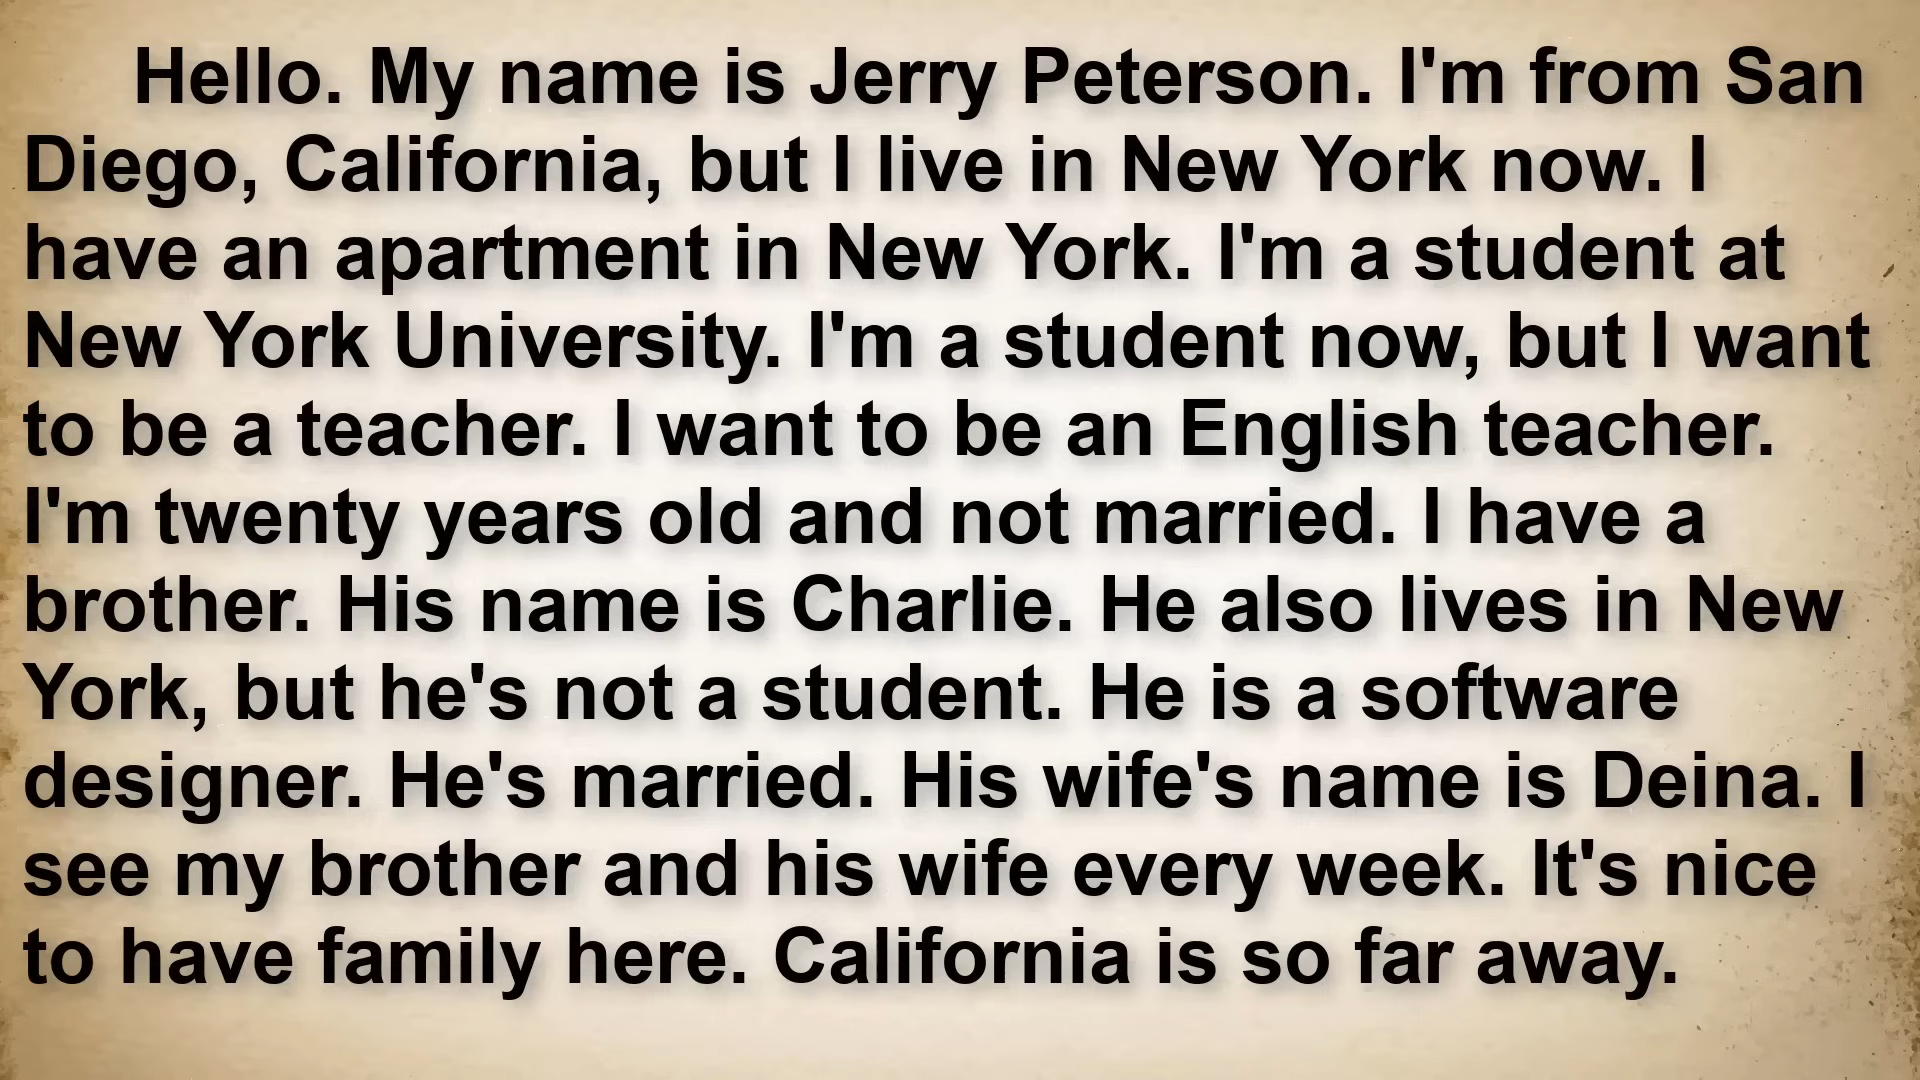 Hello. My name is Jerry Peterson. I'm from San
Diego, California, but I live in New York now. I
have an apartment in New York. I'm a student at
New York University. I'm a student now, but I want
to be a teacher. I want to be an English teacher.
I'm twenty years old and not married. I have a
brother. His name is Charlie. He also lives in New
York, but he's not a student. He is a software
designer. He's married. His wife's name is Deina. I
see my brother and his wife every week. It's nice
to have family here. California is so far away.